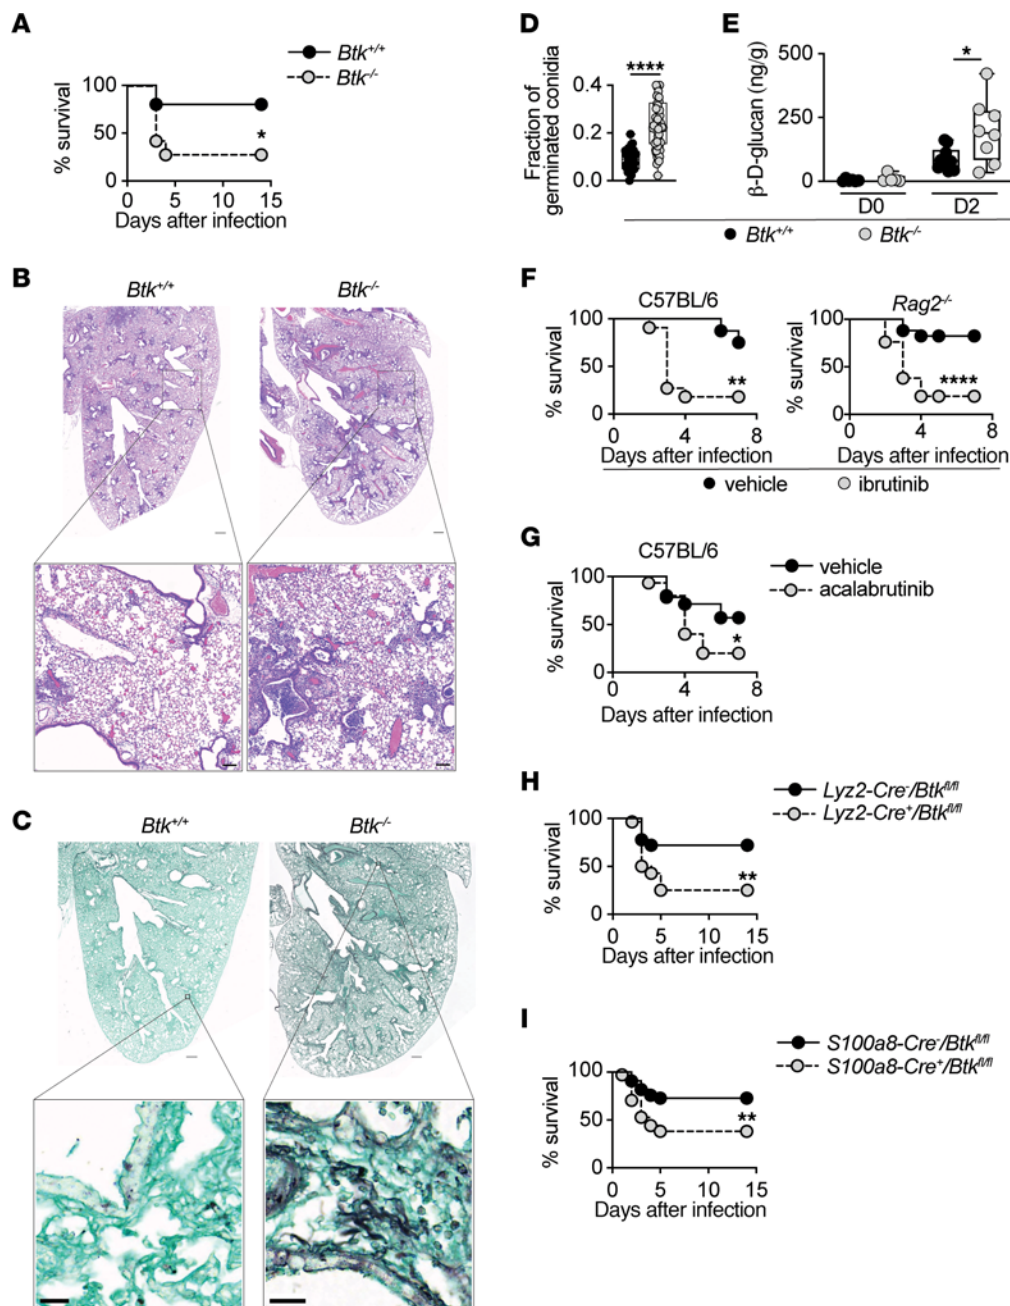 A
Btk+/+
Btk-/-
% survival
100
50
0
*
0 5 10 15
Days after infection
D
Fraction of
germinated conidia
0.4
0.2
0.0
****
E
β-D-glucan (ng/g)
500
250
0
*
D0 D2
Btk+/+ Btk-/-
B
Btk+/+ Btk-/-
F
C57BL/6
% survival
100
50
0
**
0 4 8
Days after infection
Rag2-/-
% survival
100
50
0
****
0 4 8
Days after infection
vehicle ibrutinib
G
C57BL/6
vehicle
acalabrutinib
% survival
100
50
0
*
0 4 8
Days after infection
C
Btk+/+ Btk-/-
H
Lyz2-Cre-/Btkfl/fl
Lyz2-Cre+/Btkfl/fl
% survival
100
50
0
**
0 5 10 15
Days after infection
I
S100a8-Cre-/Btkfl/fl
S100a8-Cre+/Btkfl/fl
% survival
100
50
0
**
0 5 10 15
Days after infection